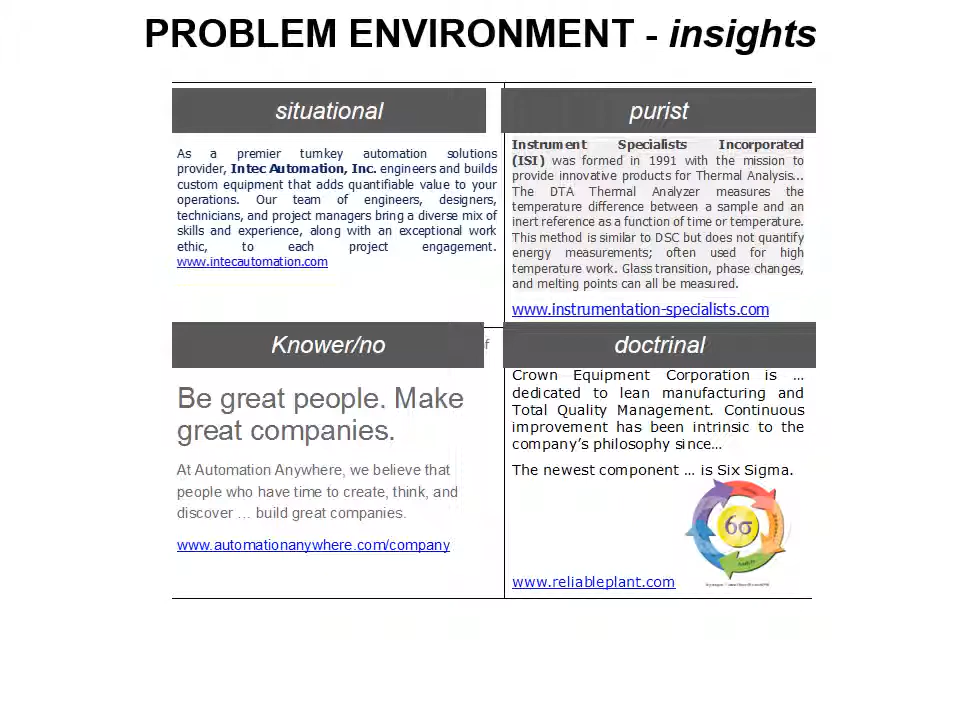 PROBLEM ENVIRONMENT - insights
situational
As a premier turnkey automation solutions
provider, Intec Automation, Inc. engineers and builds
custom equipment that adds quantifiable value to your
operations. Our team of engineers, designers,
technicians, and project managers bring a diverse mix of
skills and experience, along with an exceptional work
ethic, to each project engagement.
www.intecautomation.com
purist
Instrument Specialists Incorporated
(ISI) was formed in 1991 with the mission to
provide innovative products for Thermal Analysis...
The DTA Thermal Analyzer measures the
temperature difference between a sample and an
inert reference as a function of time or temperature.
This method is similar to DSC but does not quantify
energy measurements; often used for high
temperature work. Glass transition, phase changes,
and melting points can all be measured.
www.instrumentation-specialists.com
Knower/no
f
Be great people. Make
great companies.
At Automation Anywhere, we believe that
people who have time to create, think, and
discover … build great companies.
www.automationanywhere.com/company
doctrinal
Crown Equipment Corporation is …
dedicated to lean manufacturing and
Total Quality Management. Continuous
improvement has been intrinsic to the
company’s philosophy since…
The newest component … is Six Sigma.
6σ
www.reliableplant.com